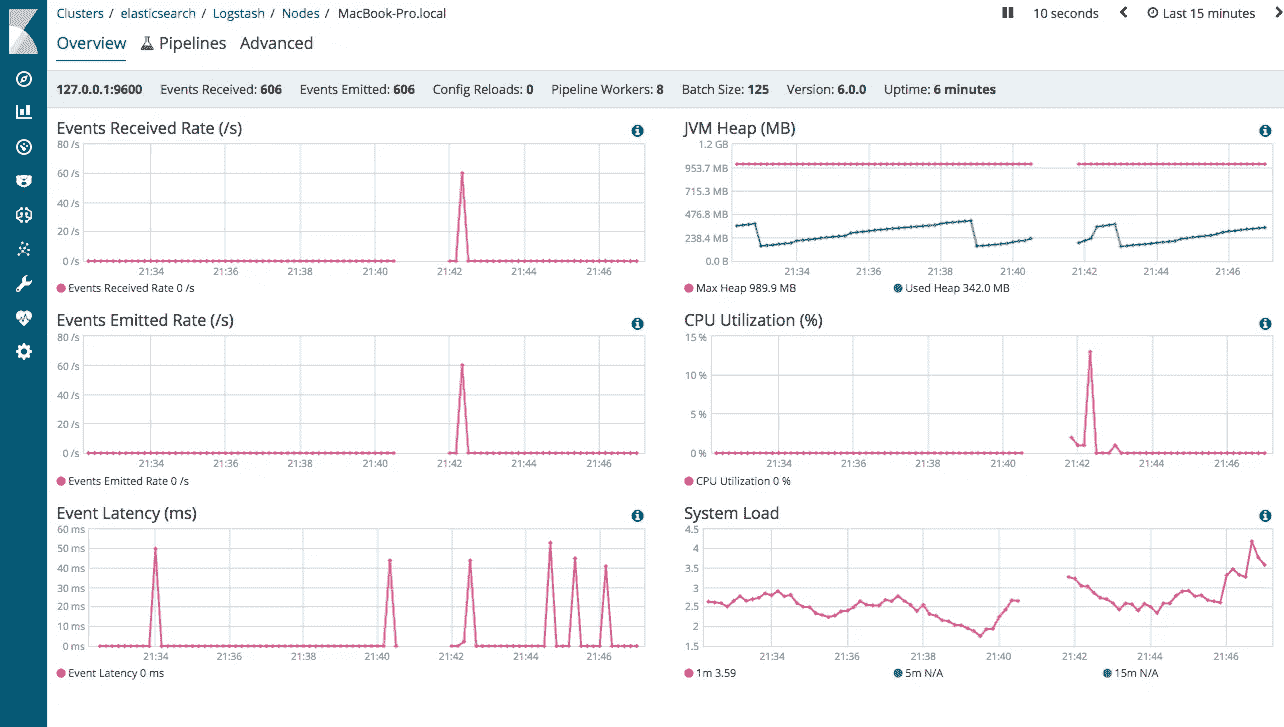 Clusters / elasticsearch / Logstash / Nodes / MacBook-Pro.local
10 seconds Last 15 minutes
Overview Pipelines Advanced
127.0.0.1:9600 Events Received: 606 Events Emitted: 606 Config Reloads: 0 Pipeline Workers: 8 Batch Size: 125 Version: 6.0.0 Uptime: 6 minutes
Events Received Rate (/s)
80 /s
60 /s
40 /s
20 /s
0 /s
21:34 21:36 21:38 21:40 21:42 21:44 21:46
Events Received Rate 0 /s
JVM Heap (MB)
1.2 GB
953.7 MB
715.3 MB
476.8 MB
238.4 MB
0.0 B
21:34 21:36 21:38 21:40 21:42 21:44 21:46
Max Heap 989.9 MB Used Heap 342.0 MB
Events Emitted Rate (/s)
80 /s
60 /s
40 /s
20 /s
0 /s
21:34 21:36 21:38 21:40 21:42 21:44 21:46
Events Emitted Rate 0 /s
CPU Utilization (%)
15 %
10 %
5 %
0 %
21:34 21:36 21:38 21:40 21:42 21:44 21:46
CPU Utilization 0 %
Event Latency (ms)
60 ms
50 ms
40 ms
30 ms
20 ms
10 ms
0 ms
21:34 21:36 21:38 21:40 21:42 21:44 21:46
Event Latency 0 ms
System Load
4.5
4
3.5
3
2.5
2
1.5
21:34 21:36 21:38 21:40 21:42 21:44 21:46
1m 3.59 5m N/A 15m N/A